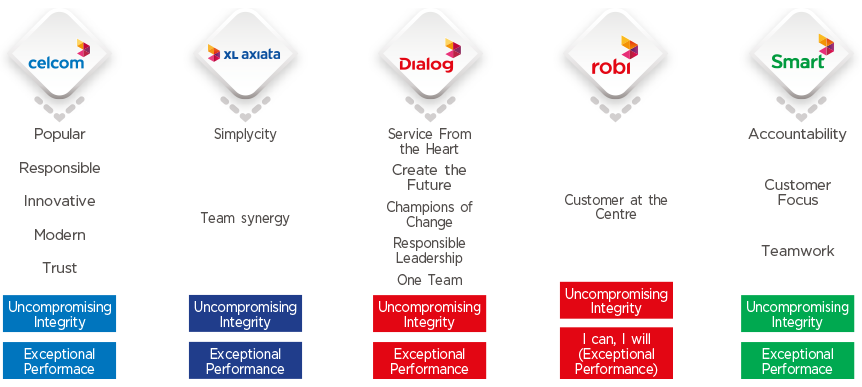 celcom
Popular
Responsible
Innovative
Modern
Trust
Uncompromising
Integrity
Exceptional
Performace
XL axiata
Simplycity
Team synergy
Uncompromising
Integrity
Exceptional
Performance
Dialog
Service From
the Heart
Create the
Future
Champions of
Change
Responsible
Leadership
One Team
Uncompromising
Integrity
Exceptional
Performance
robi
Customer at the
Centre
Uncompromising
Integrity
I can, I will
(Exceptional
Performance)
Smart
Accountability
Customer
Focus
Teamwork
Uncompromising
Integrity
Exceptional
Performace